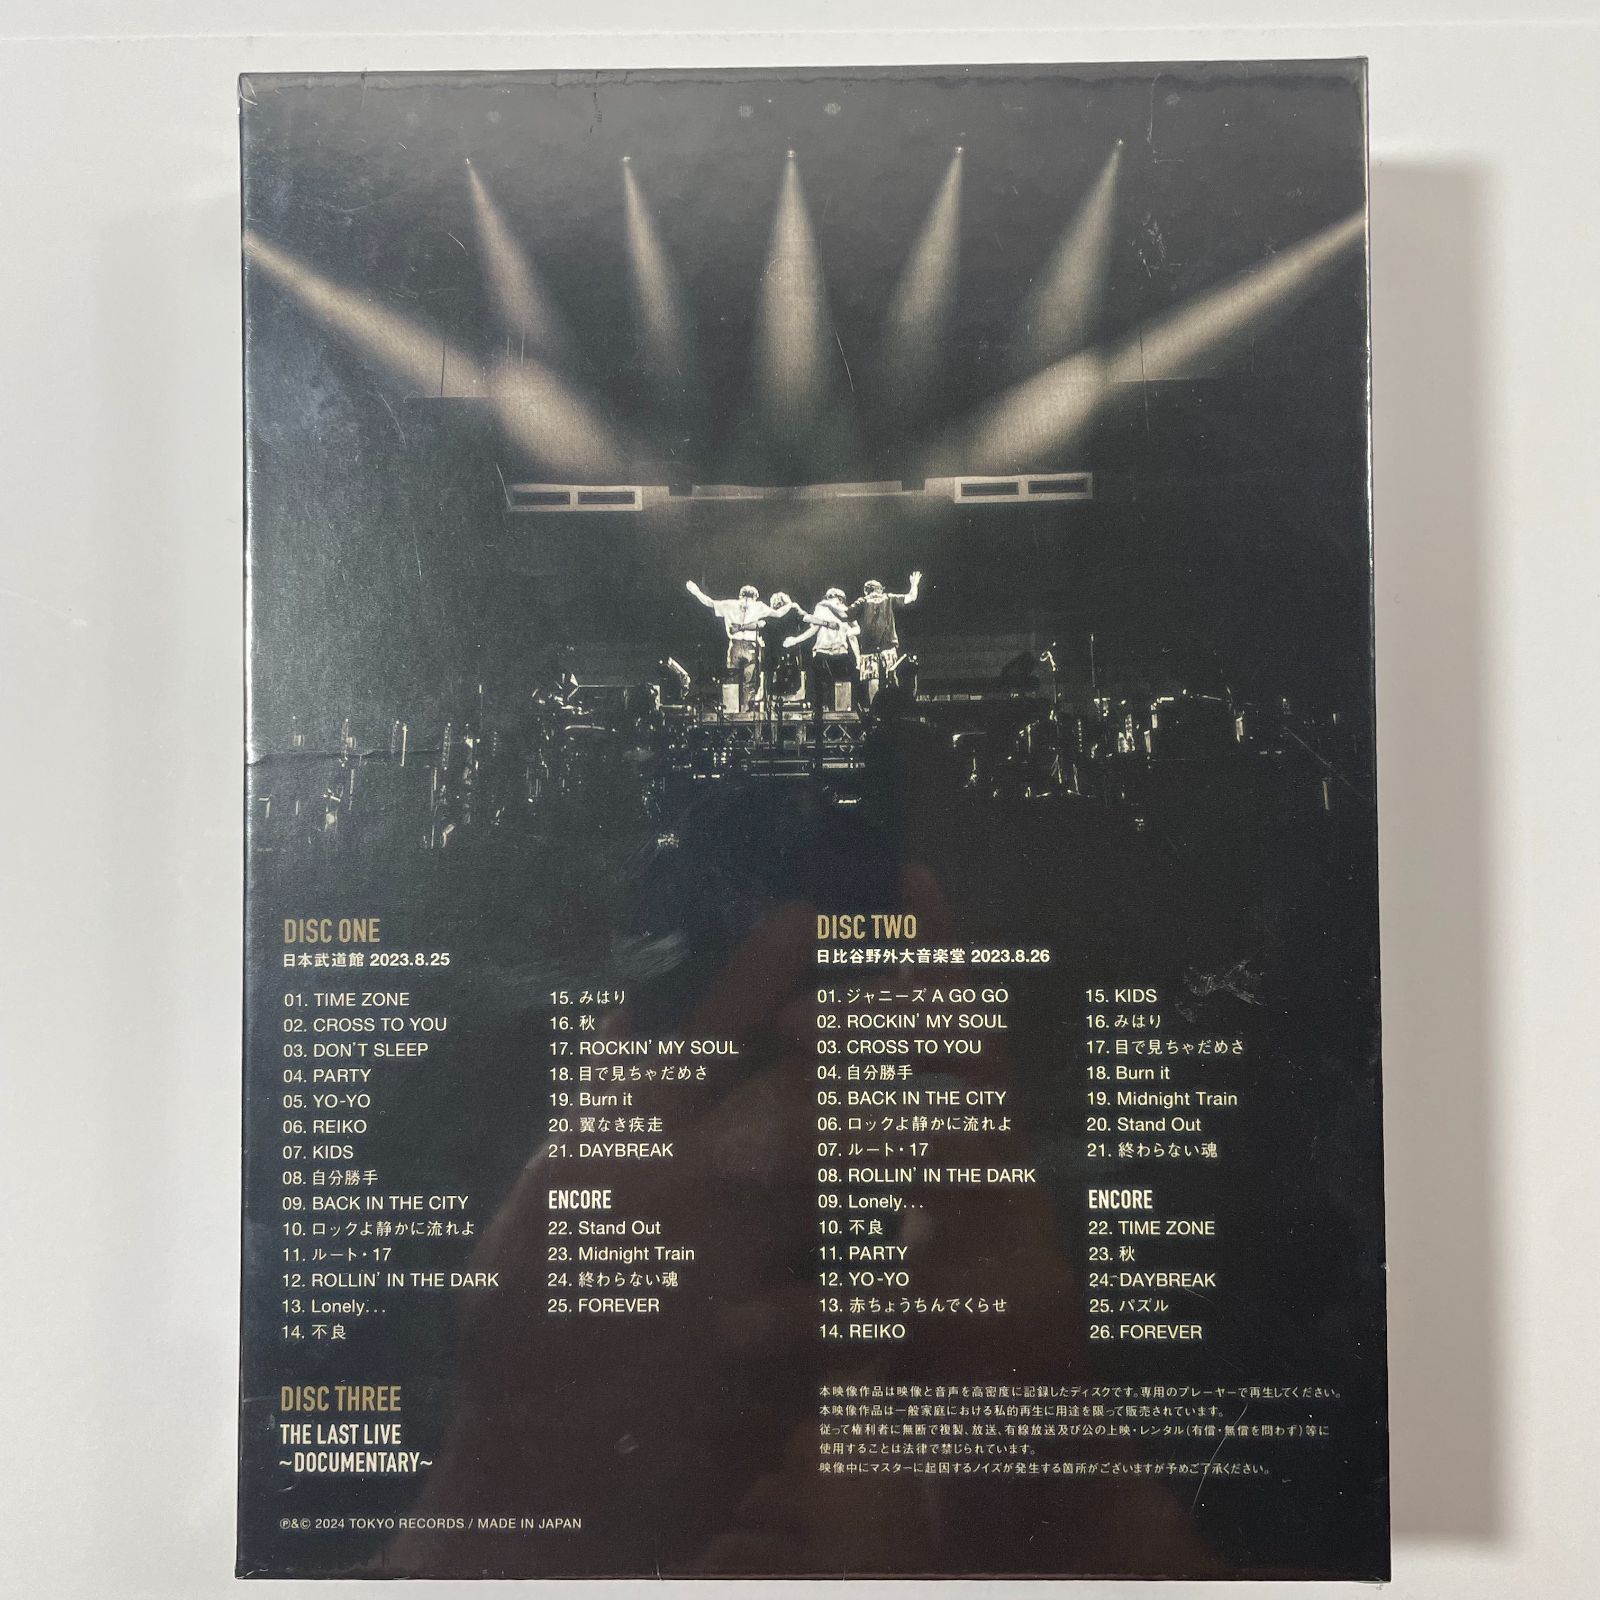 DISC ONE
日本武道館 2023.8.25
01. TIME ZONE
02. CROSS TO YOU
03. DON'T SLEEP
04. PARTY
05. YO-YO
06. REIKO
07. KIDS
08. 自分勝手
09. BACK IN THE CITY
10. ロックよ静かに流れよ
11. ルート・17
12. ROLLIN' IN THE DARK
13. Lonely...
14. 不良
15. みはり
16. 秋
17. ROCKIN' MY SOUL
18. 目で見ちゃだめさ
19. Burn it
20. 翼なき疾走
21. DAYBREAK
ENCORE
22. Stand Out
23. Midnight Train
24. 終わらない魂
25. FOREVER
DISC TWO
日比谷野外大音楽堂 2023.8.26
01. ジャニーズ A GO GO
02. ROCKIN' MY SOUL
03. CROSS TO YOU
04. 自分勝手
05. BACK IN THE CITY
06. ロックよ静かに流れよ
07. ルート・17
08. ROLLIN' IN THE DARK
09. Lonely...
10. 不良
11. PARTY
12. YO-YO
13. 赤ちょうちんでくらせ
14. REIKO
15. KIDS
16. みはり
17. 目で見ちゃだめさ
18. Burn it
19. Midnight Train
20. Stand Out
21. 終わらない魂
ENCORE
22. TIME ZONE
23. 秋
24. DAYBREAK
25. パズル
26. FOREVER
DISC THREE
THE LAST LIVE
~DOCUMENTARY~
本映像作品は映像と音声を高密度に記録したディスクです。専用のプレーヤーで再生してください。
本映像作品は一般家庭における私的再生に用途を限って販売されています。
従って権利者に無断で複製、放送、有線放送及び公の上映・レンタル(有償・無償を問わず)等に
使用することは法律で禁じられています。
映像中にマスターに起因するノイズが発生する箇所がございますが予めご了承ください。
℗&© 2024 TOKYO RECORDS / MADE IN JAPAN